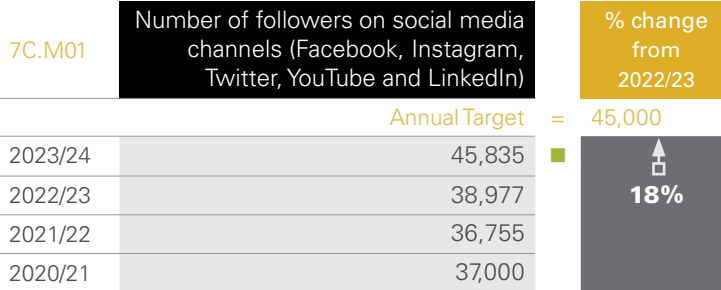 7C.M01
Number of followers on social media
channels (Facebook, Instagram,
Twitter, YouTube and LinkedIn)
% change
from
2022/23
Annual Target = 45,000
2023/24 45,835
2022/23 38,977 18%
2021/22 36,755
2020/21 37,000